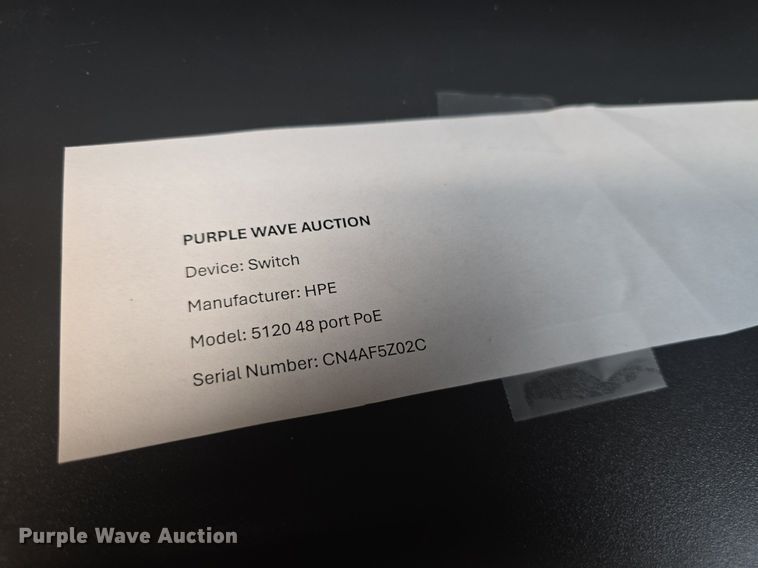 PURPLE WAVE AUCTION
Device: Switch
Manufacturer: HPE
Model: 5120 48 port PoE
Serial Number: CN4AF5Z02C
Purple Wave Auction